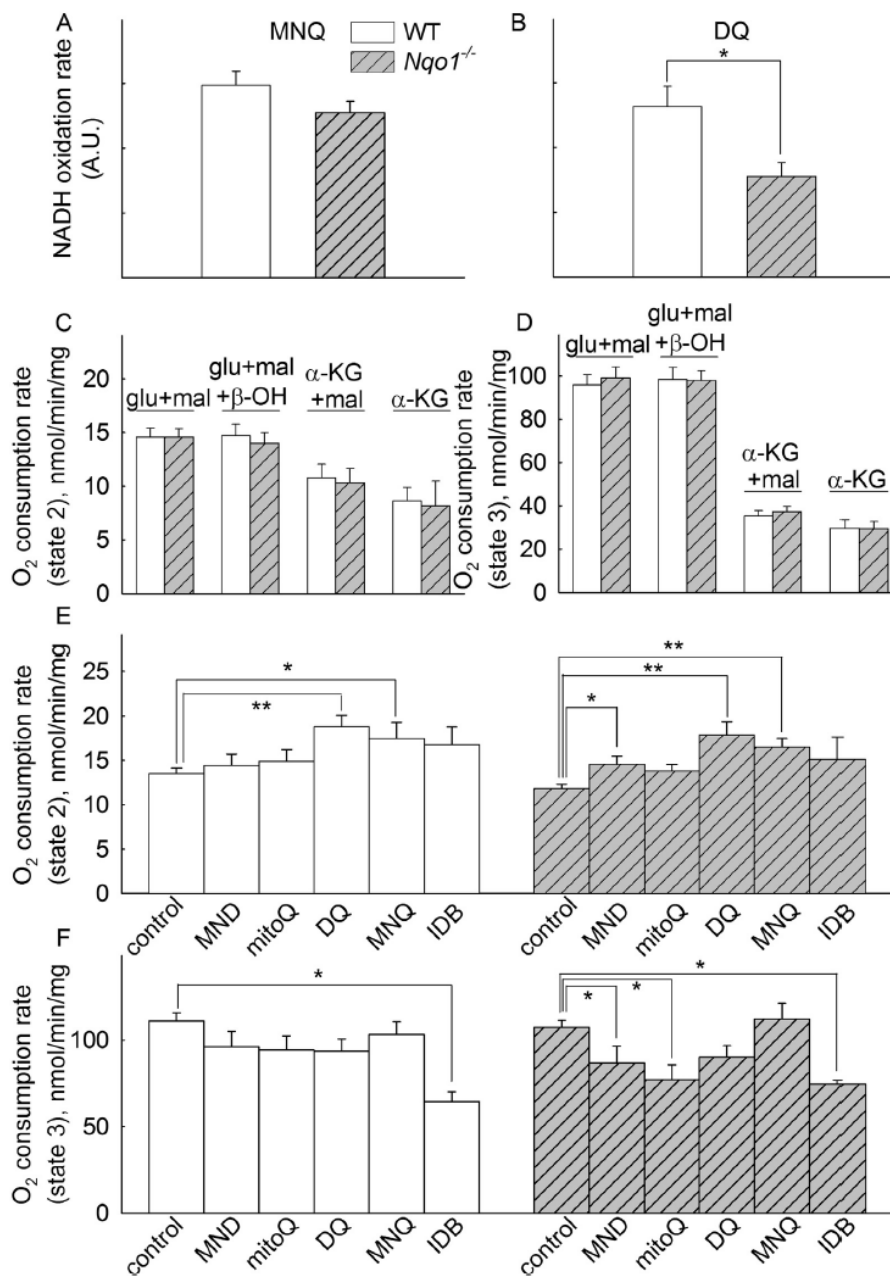 A
MNQ
WT
Nqo1-/-
NADH oxidation rate
(A.U.)
B
DQ
*
C
O2 consumption rate
(state 2), nmol/min/mg
20
15
10
5
0
glu+mal
glu+mal
+β-OH
α-KG
+mal
α-KG
D
O2 consumption rate
(state 3), nmol/min/mg
100
80
60
40
20
0
glu+mal
glu+mal
+β-OH
α-KG
+mal
α-KG
E
O2 consumption rate
(state 2), nmol/min/mg
25
20
15
10
5
0
*
**
**
**
*
control
MND
mitoQ
DQ
MNQ
IDB
control
MND
mitoQ
DQ
MNQ
IDB
F
O2 consumption rate
(state 3), nmol/min/mg
100
50
0
*
*
*
*
control
MND
mitoQ
DQ
MNQ
IDB
control
MND
mitoQ
DQ
MNQ
IDB